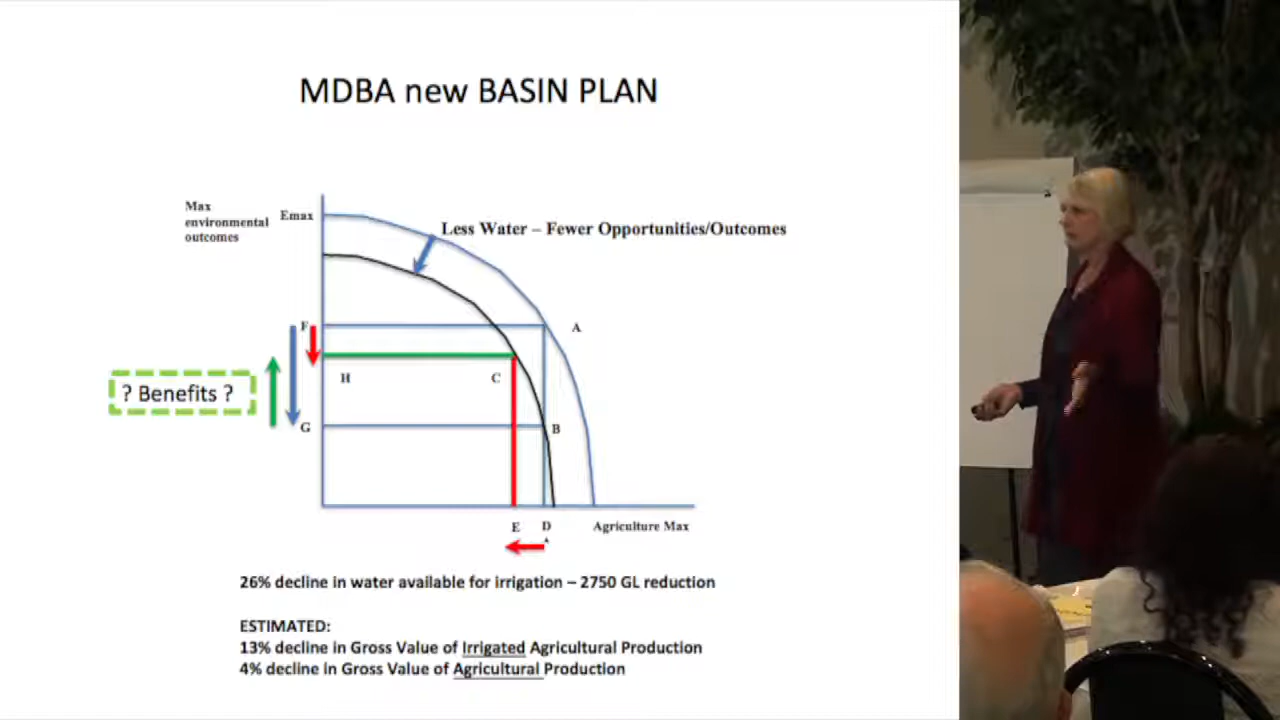 MDBA new BASIN PLAN
Max
environmental
outcomes
Emax
Less Water – Fewer Opportunities/Outcomes
F
A
H
C
? Benefits ?
G
B
E
D
Agriculture Max
26% decline in water available for irrigation – 2750 GL reduction
ESTIMATED:
13% decline in Gross Value of Irrigated Agricultural Production
4% decline in Gross Value of Agricultural Production